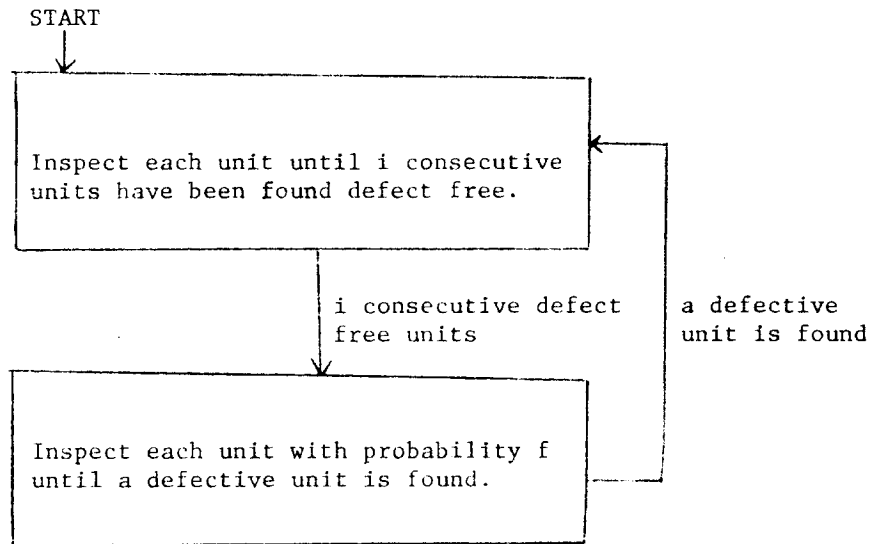 START
Inspect each unit until i consecutive
units have been found defect free.
i consecutive defect
free units
a defective
unit is found
Inspect each unit with probability f
until a defective unit is found.